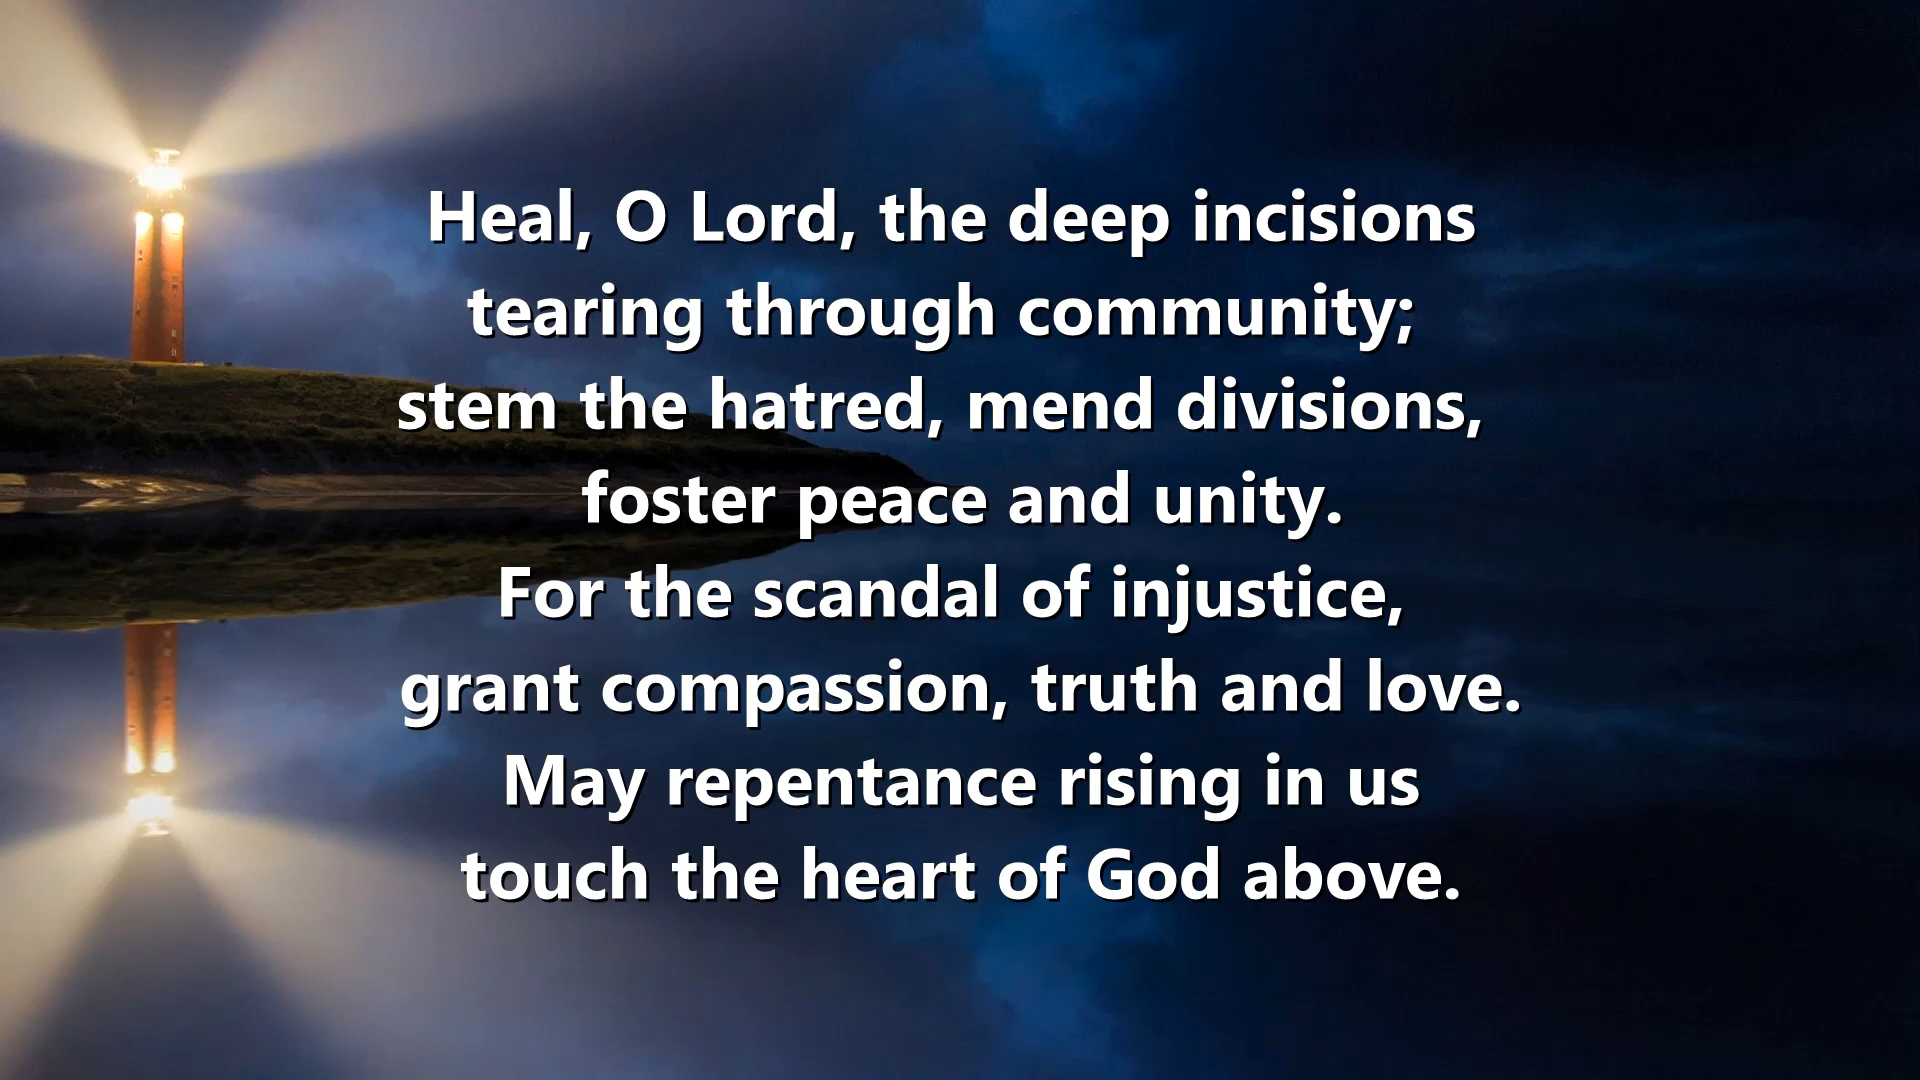 Heal, O Lord, the deep incisions
tearing through community;
stem the hatred, mend divisions,
foster peace and unity.
For the scandal of injustice,
grant compassion, truth and love.
May repentance rising in us
touch the heart of God above.